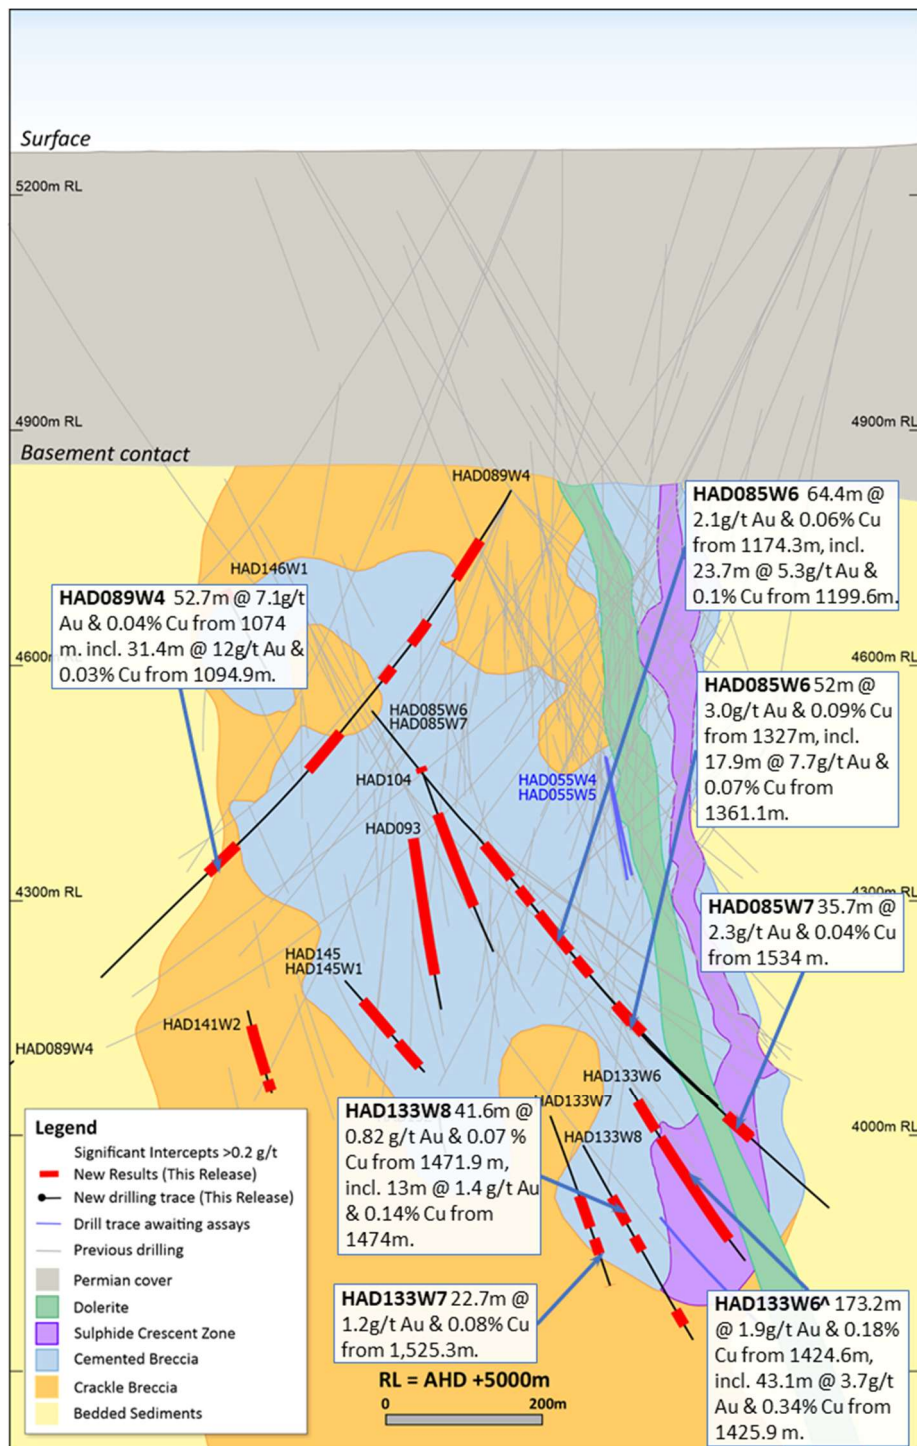 Surface
5200m RL
4900m RL
4900m RL
Basement contact
HAD089W4
HAD085W6 64.4m @
2.1g/t Au & 0.06% Cu
from 1174.3m, incl.
23.7m @ 5.3g/t Au &
0.1% Cu from 1199.6m.
HAD146W1
HAD089W4 52.7m @ 7.1g/t
Au & 0.04% Cu from 1074
m. incl. 31.4m @ 12g/t Au &
0.03% Cu from 1094.9m.
4600m RL
4600m RL
HAD085W6 52m @
3.0g/t Au & 0.09% Cu
from 1327m, incl.
17.9m @ 7.7g/t Au &
0.07% Cu from
1361.1m.
HAD085W6
HAD085W7
HAD104
HAD055W4
HAD055W5
HAD093
4300m RL
4300m RL
HAD085W7 35.7m @
2.3g/t Au & 0.04% Cu
from 1534 m.
HAD145
HAD145W1
HAD141W2
HAD089W4
HAD133W6
HAD133W7
HAD133W8
4000m RL
HAD133W8 41.6m @
0.82 g/t Au & 0.07 %
Cu from 1471.9 m,
incl. 13m @ 1.4 g/t Au
& 0.14% Cu from
1474m.
HAD133W7 22.7m @
1.2g/t Au & 0.08% Cu
from 1,525.3m.
HAD133W6^ 173.2m
@ 1.9g/t Au & 0.18%
Cu from 1424.6m,
incl. 43.1m @ 3.7g/t
Au & 0.34% Cu from
1425.9 m.
Legend
Significant Intercepts >0.2 g/t
New Results (This Release)
New drilling trace (This Release)
Drill trace awaiting assays
Previous drilling
Permian cover
Dolerite
Sulphide Crescent Zone
Cemented Breccia
Crackle Breccia
Bedded Sediments
RL = AHD +5000m
0 200m